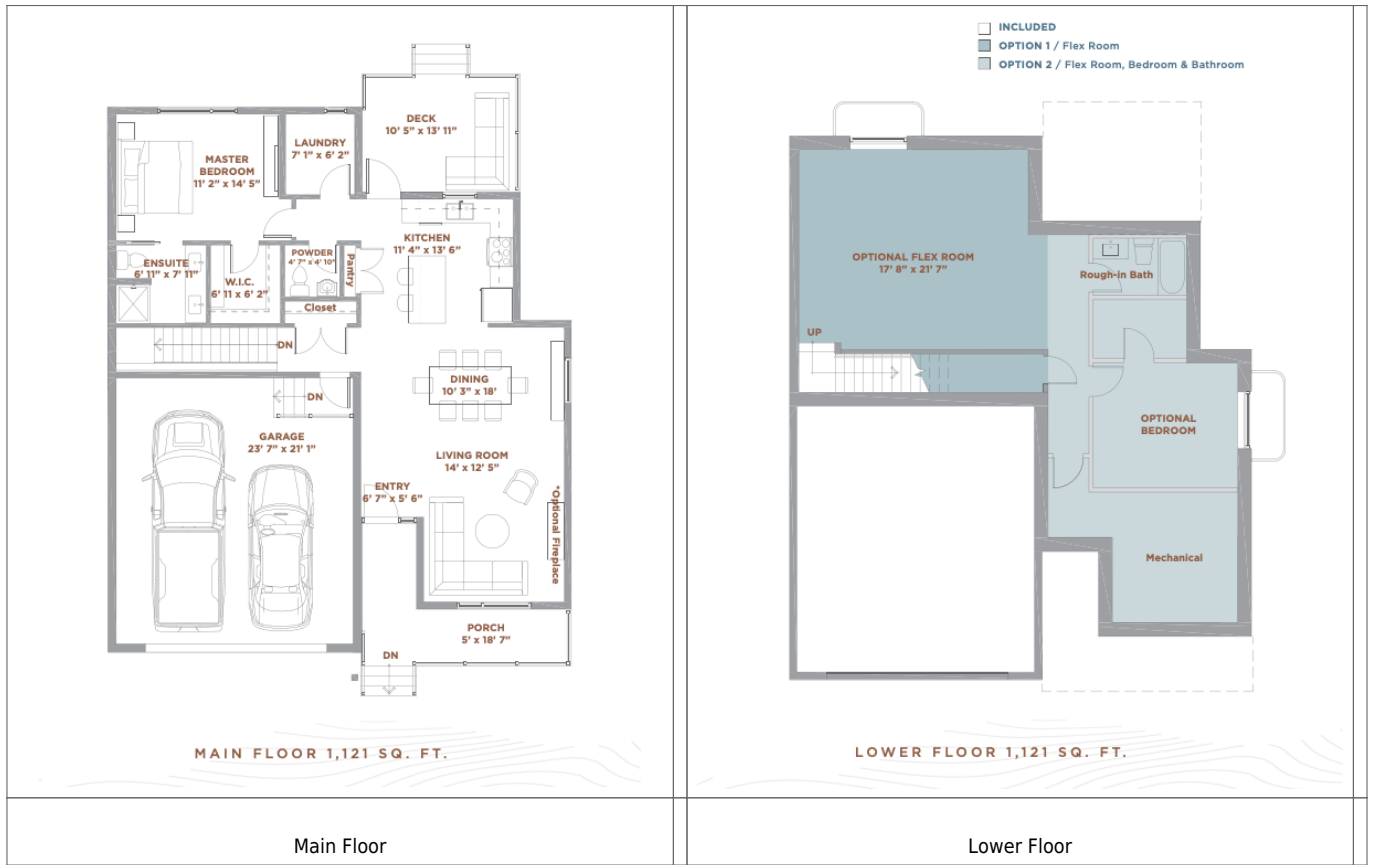 DECK
10' 5" x 13' 11"
LAUNDRY
7' 1" x 6' 2"
MASTER
BEDROOM
11' 2" x 14' 5"
KITCHEN
11' 4" x 13' 6"
POWDER
4' 7" x 4' 10"
Pantry
ENSUITE
6' 11" x 7' 11"
W.I.C.
6' 11 x 6' 2"
Closet
DN
DINING
10' 3" x 18'
DN
GARAGE
23' 7" x 21' 1"
LIVING ROOM
14' x 12' 5"
ENTRY
6' 7" x 5' 6"
*Optional Fireplace
PORCH
5' x 18' 7"
DN
MAIN FLOOR 1,121 SQ. FT.
Main Floor
INCLUDED
OPTION 1 / Flex Room
OPTION 2 / Flex Room, Bedroom & Bathroom
OPTIONAL FLEX ROOM
17' 8" x 21' 7"
Rough-in Bath
UP
OPTIONAL
BEDROOM
Mechanical
LOWER FLOOR 1,121 SQ. FT.
Lower Floor